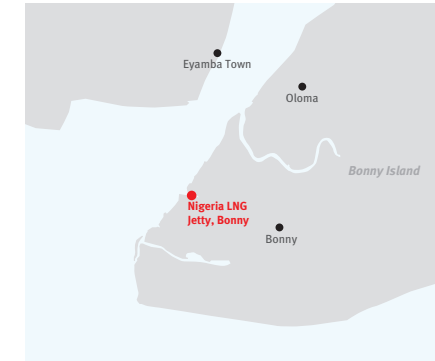 Eyamba Town
Oloma
Bonny Island
Nigeria LNG
Jetty, Bonny
Bonny